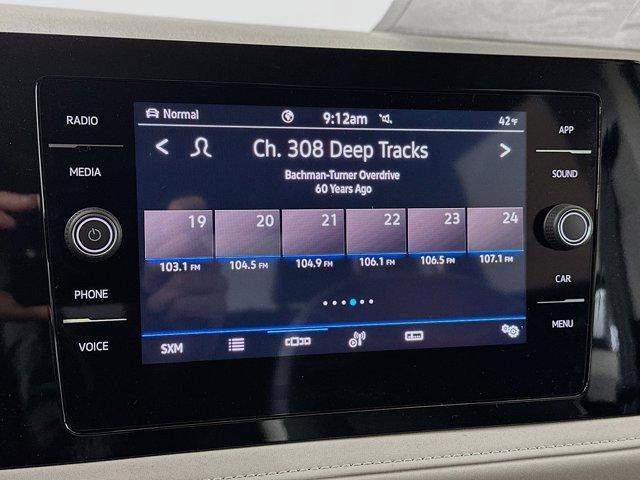 RADIO
MEDIA
PHONE
VOICE
Normal
9:12am
42°F
Ch. 308 Deep Tracks
Bachman-Turner Overdrive
60 Years Ago
19 20 21 22 23 24
103.1 FM 104.5 FM 104.9 FM 106.1 FM 106.5 FM 107.1 FM
SXM
APP
SOUND
CAR
MENU